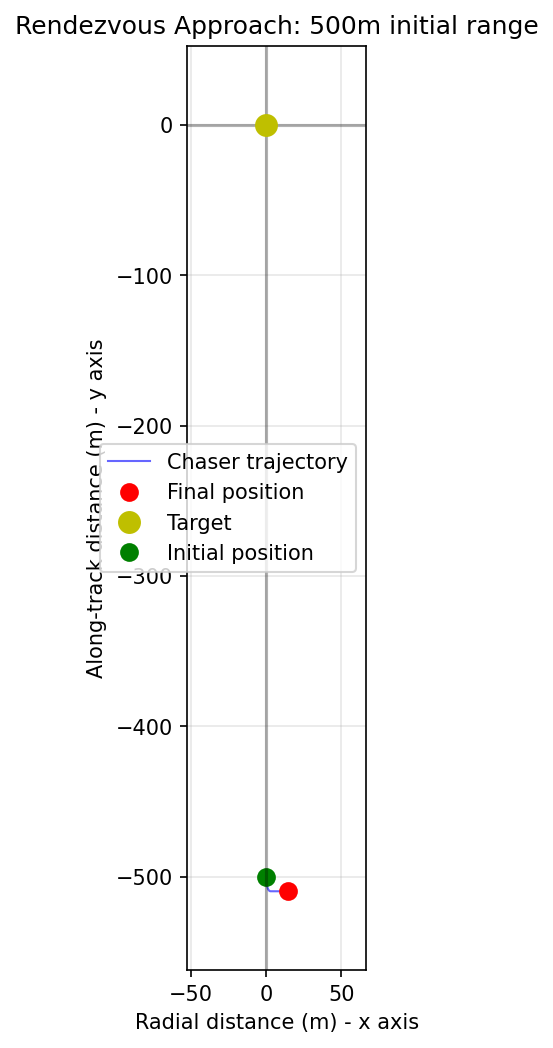 Rendezvous Approach: 500m initial range
0
−100
−200
−300
−400
−500
Along-track distance (m) - y axis
Chaser trajectory
Final position
Target
Initial position
−50
0
50
Radial distance (m) - x axis